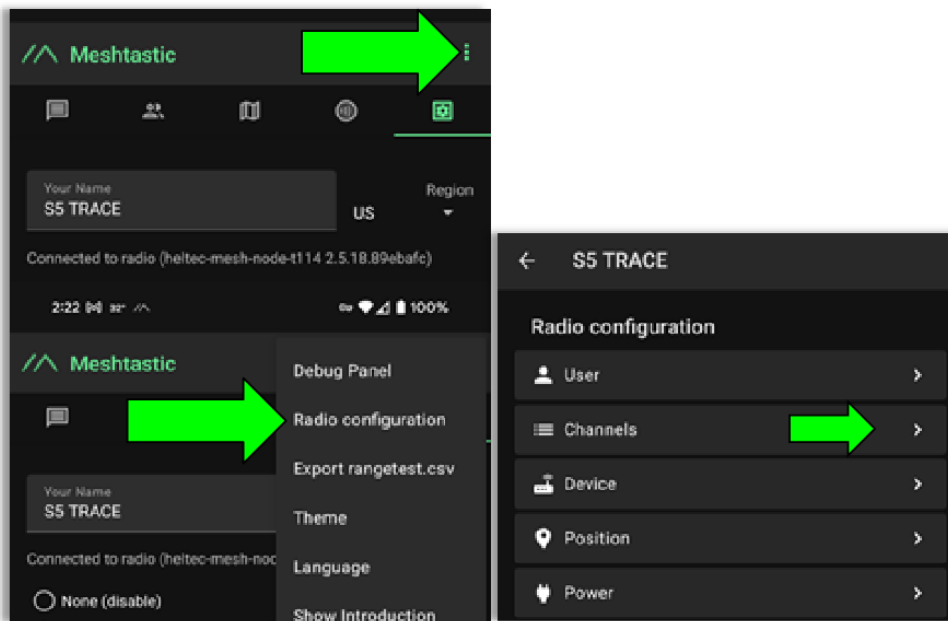 Meshtastic
Your Name
S5 TRACE
US
Region
Connected to radio (heltec-mesh-node-t114 2.5.18.89ebafc)
2:22
100%
Meshtastic
Your Name
S5 TRACE
Connected to radio (heltec-mesh-noc
None (disable)
Debug Panel
Radio configuration
Export rangetest.csv
Theme
Language
Show Introduction
S5 TRACE
Radio configuration
User
Channels
Device
Position
Power